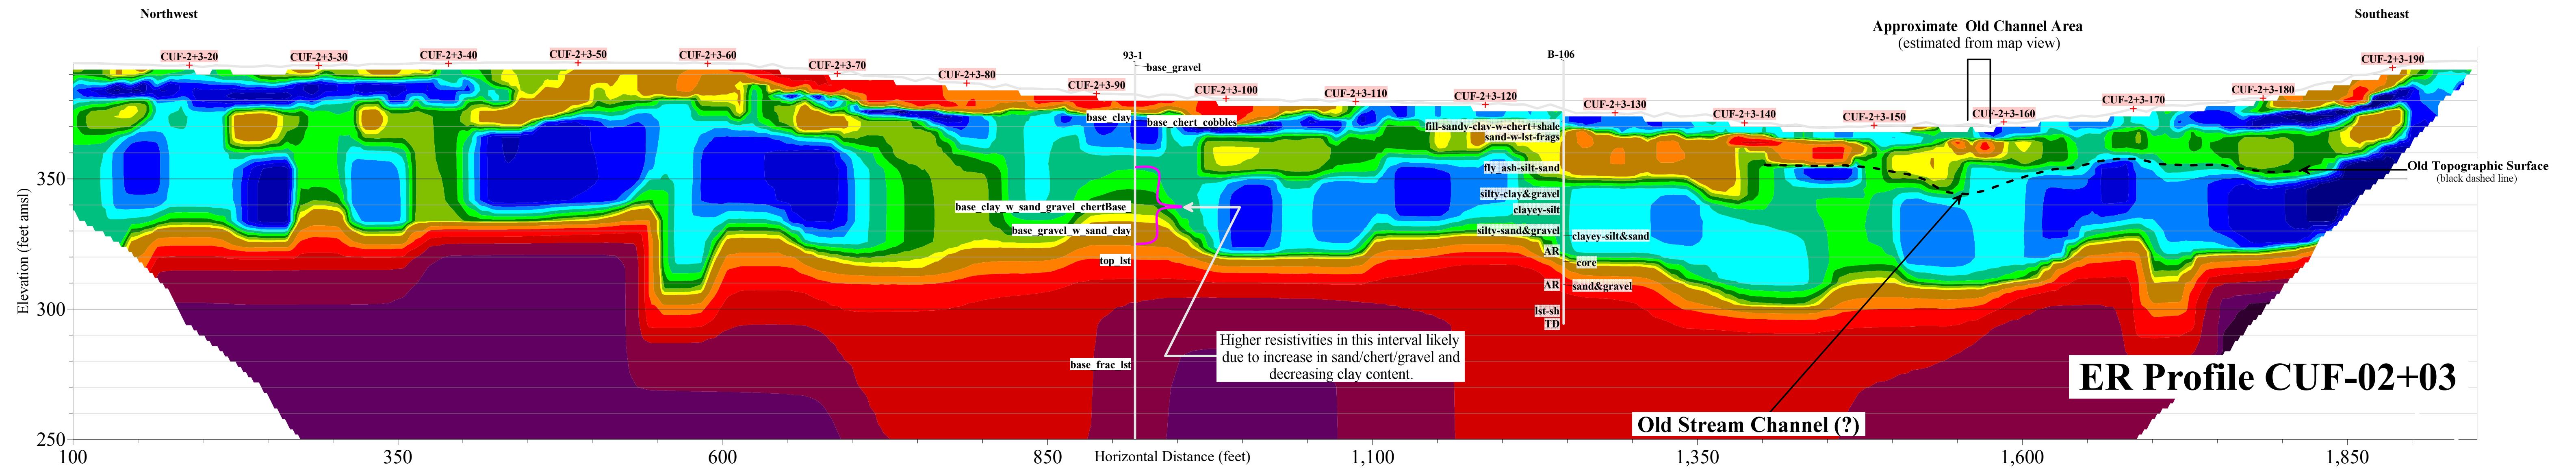 Northwest
Southeast
Approximate Old Channel Area
(estimated from map view)
CUF-2+3-20
CUF-2+3-30
CUF-2+3-40
CUF-2+3-50
CUF-2+3-60
CUF-2+3-70
CUF-2+3-80
CUF-2+3-90
93-1
base_gravel
CUF-2+3-100
CUF-2+3-110
CUF-2+3-120
B-106
CUF-2+3-130
CUF-2+3-140
CUF-2+3-150
CUF-2+3-160
CUF-2+3-170
CUF-2+3-180
CUF-2+3-190
base_clay
base_chert_cobbles
fill-sandy-clay-w-chert+shale
sand-w-lst-frags
fly_ash-silt-sand
silty-clay&gravel
clayey-silt
silty-sand&gravel
clayey-silt&sand
AR
core
AR
sand&gravel
lst-sh
TD
base_clay_w_sand_gravel_chertBase_
base_gravel_w_sand_clay
top_lst
base_frac_lst
Old Topographic Surface
(black dashed line)
Higher resistivities in this interval likely
due to increase in sand/chert/gravel and
decreasing clay content.
ER Profile CUF-02+03
Old Stream Channel (?)
Elevation (feet amsl)
350
300
250
100
350
600
850
Horizontal Distance (feet)
1,100
1,350
1,600
1,850